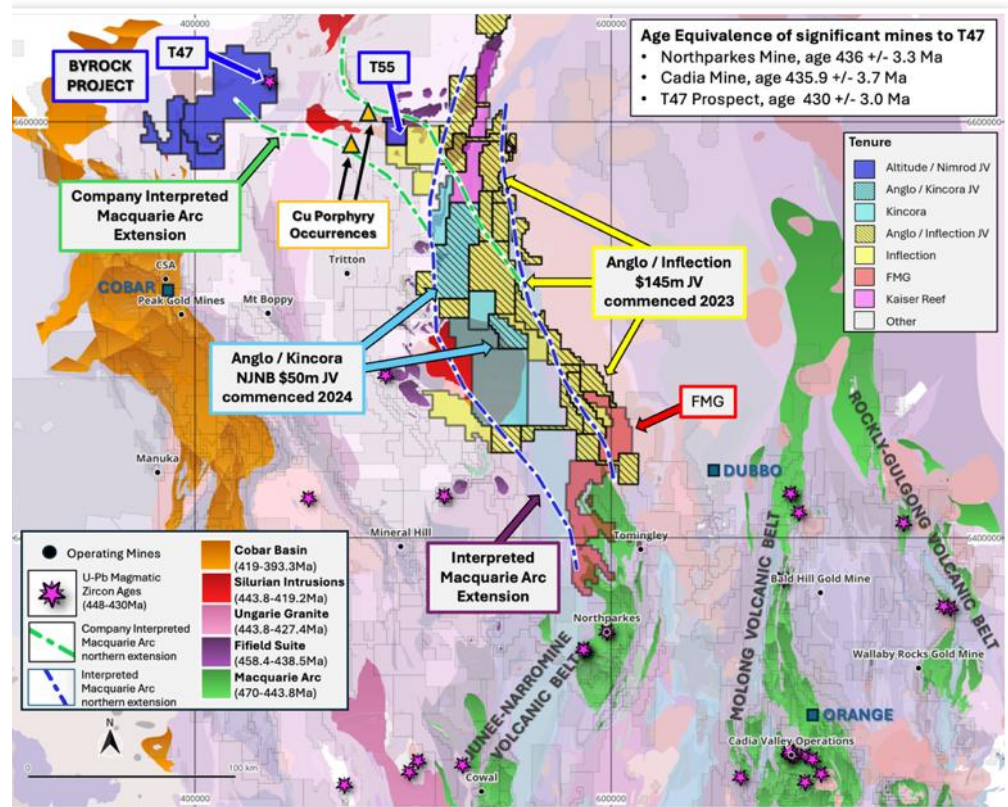 400000
600000
Age Equivalence of significant mines to T47
• Northparkes Mine, age 436 +/- 3.3 Ma
• Cadia Mine, age 435.9 +/- 3.7 Ma
• T47 Prospect, age 430 +/- 3.0 Ma
T47
BYROCK
PROJECT
T55
6600000
6600000
Tenure
Altitude / Nimrod JV
Anglo / Kincora JV
Kincora
Anglo / Inflection JV
Inflection
FMG
Kaiser Reef
Other
Company Interpreted
Macquarie Arc
Extension
Cu Porphyry
Occurrences
Tritton
CSA
COBAR
Peak Gold Mines
Mt Boppy
Anglo / Inflection
$145m JV
commenced 2023
Anglo / Kincora
NJNB $50m JV
commenced 2024
FMG
Manuka
DUBBO
ROCKLY-GULGONG VOLCANIC BELT
Mineral Hill
Tomingley
Interpreted
Macquarie Arc
Extension
6400000
Bald Hill Gold Mine
MOLONG VOLCANIC BELT
Northparkes
Wallaby Rocks Gold Mine
JUNEE-NARROMINE
VOLCANIC BELT
ORANGE
Cadia Valley Operations
Cowal
Operating Mines
U-Pb Magmatic
Zircon Ages
(448-430Ma)
Company Interpreted
Macquarie Arc
northern extension
Interpreted
Macquarie Arc
northern extension
Cobar Basin
(419-393.3Ma)
Silurian Intrusions
(443.8-419.2Ma)
Ungarie Granite
(443.8-427.4Ma)
Fifield Suite
(458.4-438.5Ma)
Macquarie Arc
(470-443.8Ma)
N
0
100 km
400000
600000